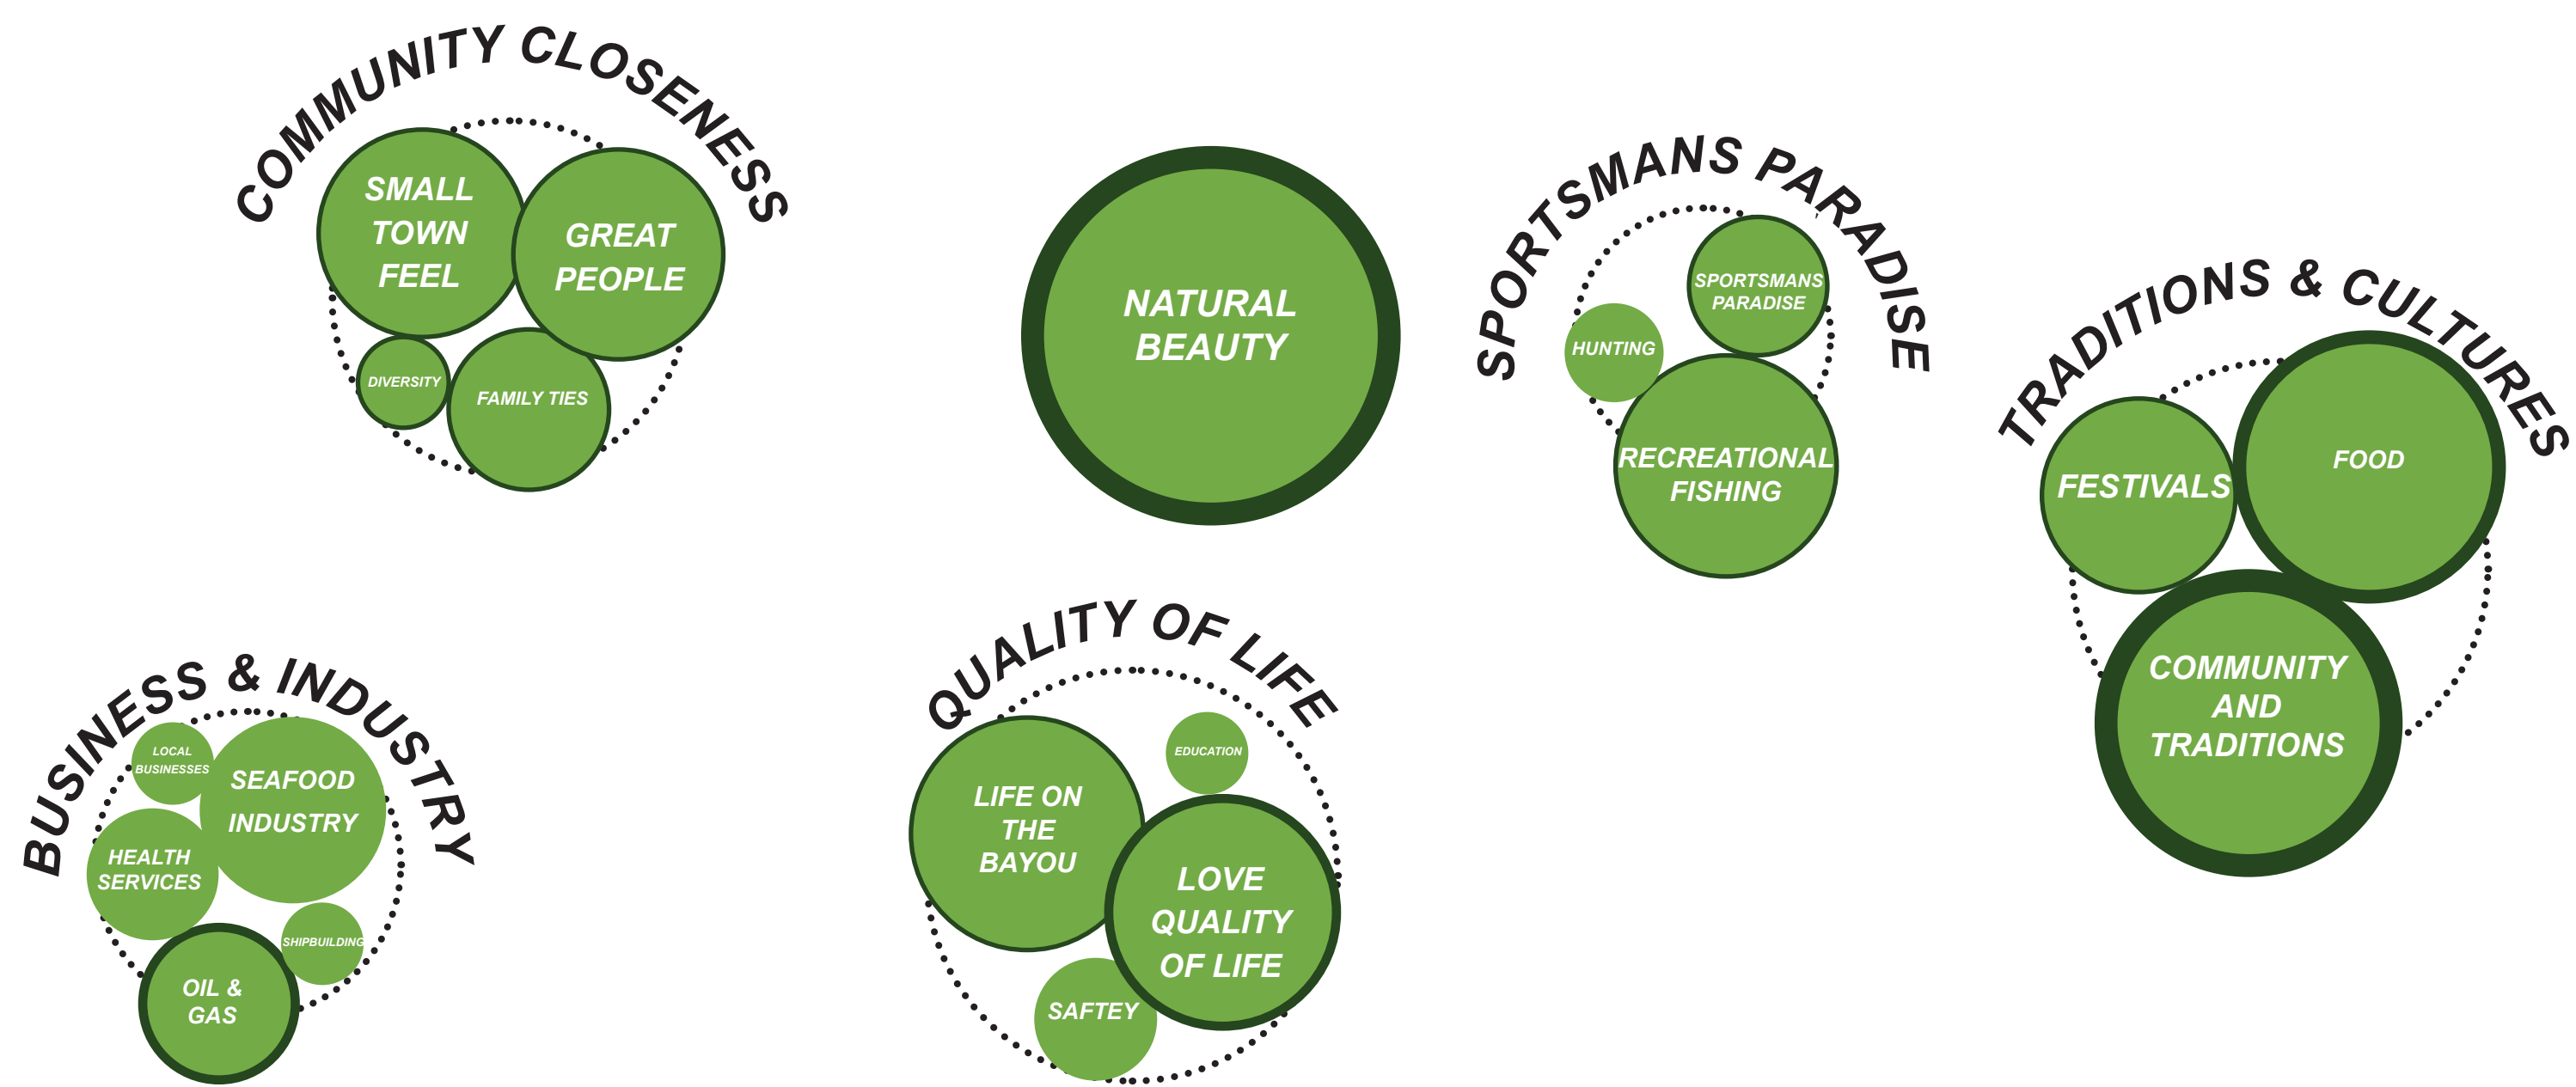 COMMUNITY CLOSENESS
SMALL
TOWN
FEEL
GREAT
PEOPLE
DIVERSITY
FAMILY TIES
NATURAL
BEAUTY
SPORTSMANS PARADISE
SPORTSMANS
PARADISE
HUNTING
RECREATIONAL
FISHING
TRADITIONS & CULTURES
FESTIVALS
FOOD
COMMUNITY
AND
TRADITIONS
BUSINESS & INDUSTRY
LOCAL
BUSINESSES
SEAFOOD
INDUSTRY
HEALTH
SERVICES
SHIPBUILDING
OIL &
GAS
QUALITY OF LIFE
EDUCATION
LIFE ON
THE
BAYOU
LOVE
QUALITY
OF LIFE
SAFTEY